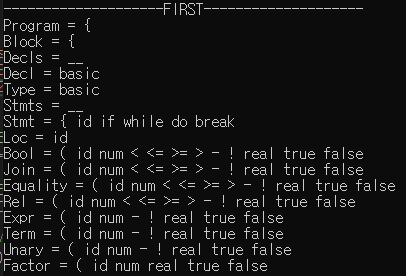 --------------------FIRST--------------------
Program = {
Block = {
Decls = __
Decl = basic
Type = basic
Stmts = __
Stmt = { id if while do break
Loc = id
Bool = ( id num < <= >= > - ! real true false
Join = ( id num < <= >= > - ! real true false
Equality = ( id num < <= >= > - ! real true false
Rel = ( id num < <= >= > - ! real true false
Expr = ( id num - ! real true false
Term = ( id num - ! real true false
Unary = ( id num - ! real true false
Factor = ( id num real true false